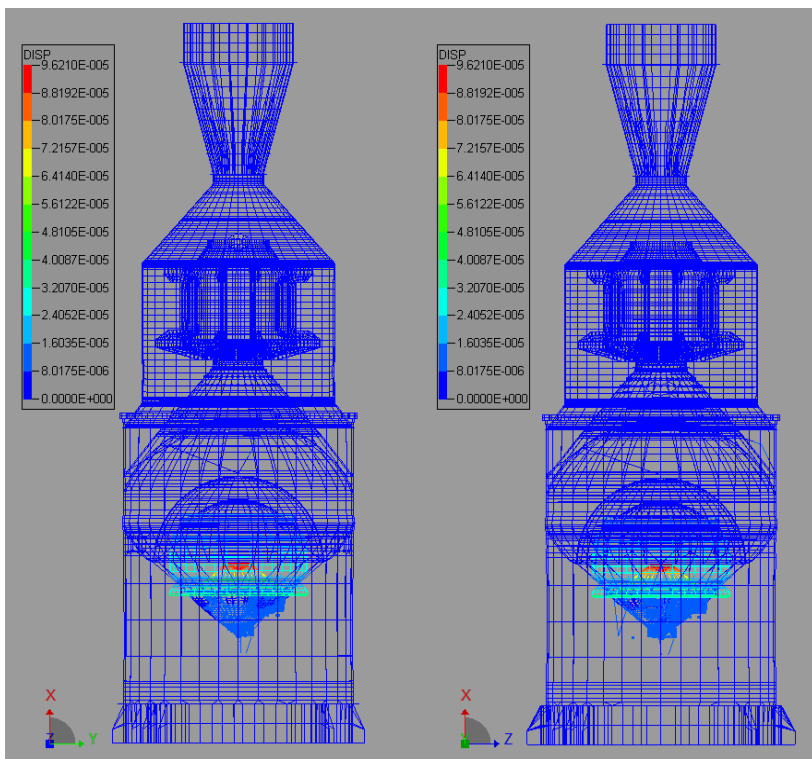 DISP
9.6210E-005
8.8192E-005
8.0175E-005
7.2157E-005
6.4140E-005
5.6122E-005
4.8105E-005
4.0087E-005
3.2070E-005
2.4052E-005
1.6035E-005
8.0175E-006
0.0000E+000
X
Z
Y
DISP
9.6210E-005
8.8192E-005
8.0175E-005
7.2157E-005
6.4140E-005
5.6122E-005
4.8105E-005
4.0087E-005
3.2070E-005
2.4052E-005
1.6035E-005
8.0175E-006
0.0000E+000
X
Y
Z